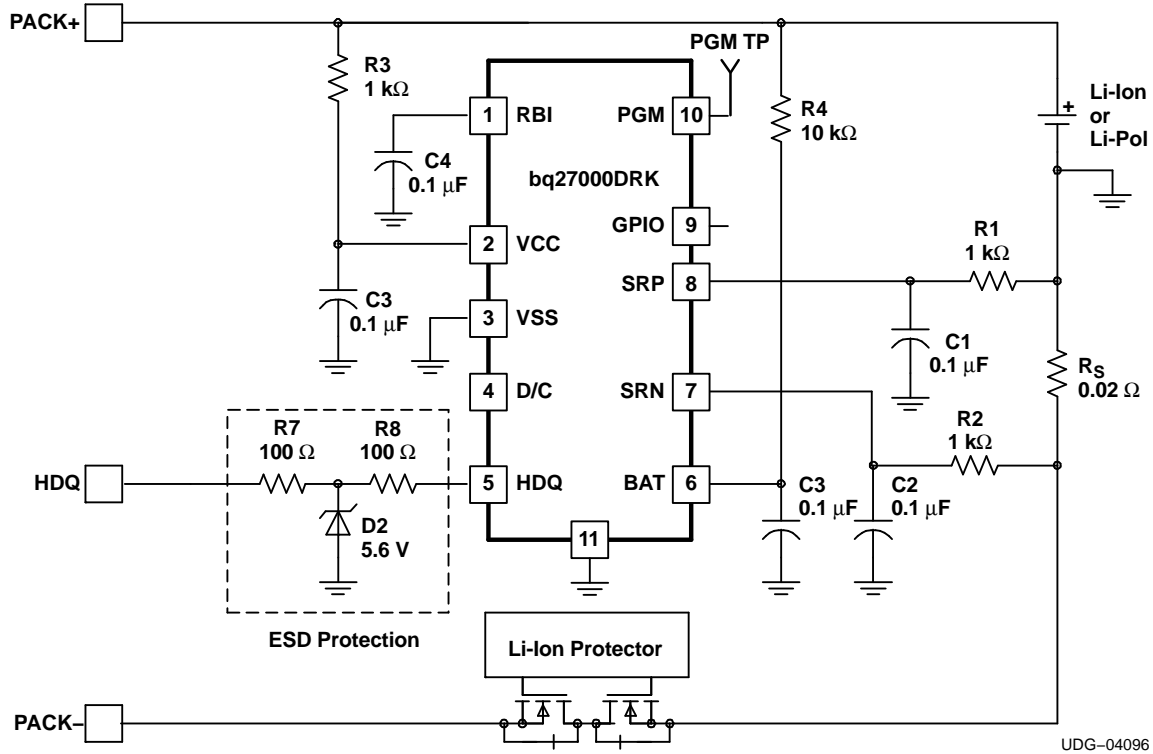 PACK+
PGM TP
R3
1 kΩ
1
RBI
PGM
10
R4
10 kΩ
+
Li-Ion
or
Li-Pol
C4
0.1 μF
bq27000DRK
GPIO
9
2
VCC
R1
1 kΩ
SRP
8
C3
0.1 μF
3
VSS
C1
0.1 μF
RS
0.02 Ω
4
D/C
SRN
7
R7
100 Ω
R8
100 Ω
R2
1 kΩ
HDQ
5
HDQ
BAT
6
C3
0.1 μF
C2
0.1 μF
D2
5.6 V
11
ESD Protection
Li-Ion Protector
PACK–
UDG–04096